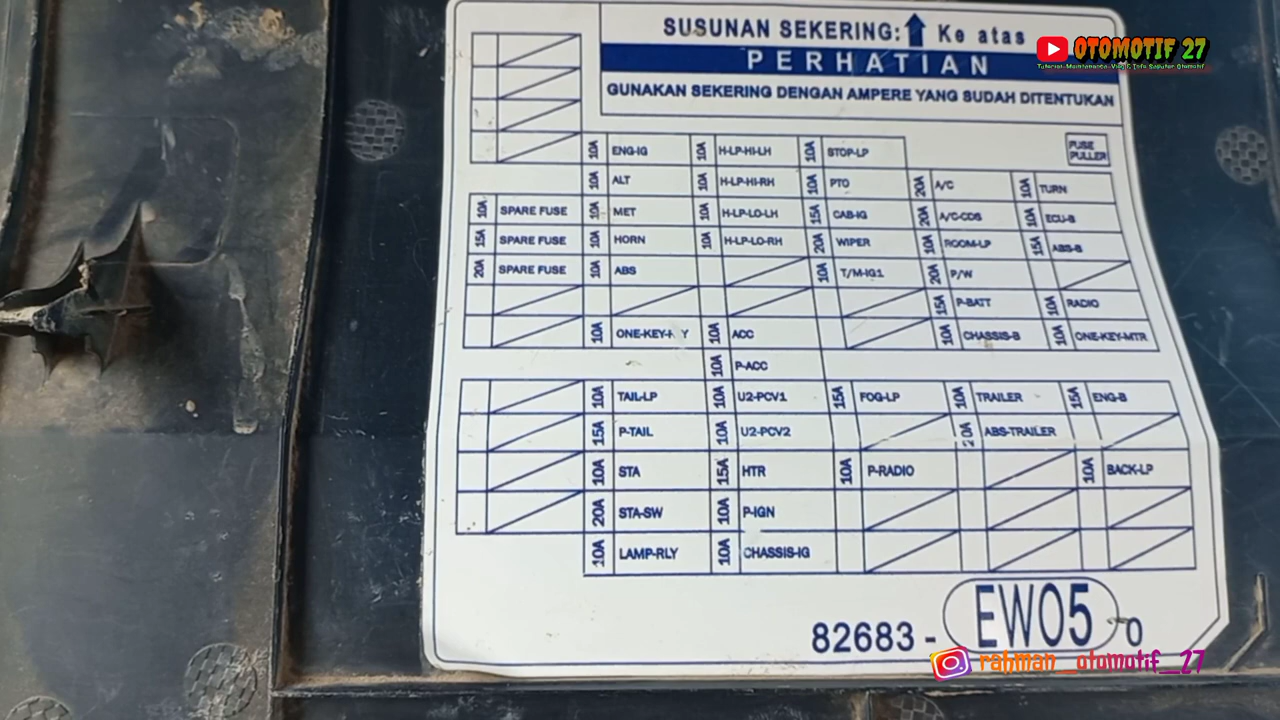 SUSUNAN SEKERING: Ke atas
PERHATIAN
GUNAKAN SEKERING DENGAN AMPERE YANG SUDAH DITENTUKAN
OTOMOTIF 27
Tutorial-Maintenance-Vlog & Info Seputar Otomotif
FUSE PULLER
10A ENG-IG 10A H-LP-HI-LH 10A STOP-LP
10A ALT 10A H-LP-HI-RH 10A PTO 20A A/C 10A TURN
10A SPARE FUSE 10A MET 10A H-LP-LO-LH 15A CAB-IG 20A A/C-CDS 10A ECU-B
15A SPARE FUSE 10A HORN 10A H-LP-LO-RH 20A WIPER 10A ROOM-LP 15A ABS-B
20A SPARE FUSE 10A ABS 10A T/M-IG1 20A P/W
15A P-BATT 10A RADIO
10A 10A ACC 10A CHASSIS-B 10A ONE-KEY-MTR
10A P-ACC
10A TAIL-LP 10A U2-PCV1 15A FOG-LP 10A TRAILER 15A ENG-B
15A P-TAIL 10A U2-PCV2 ABS-TRAILER
10A STA 15A HTR 10A P-RADIO 10A BACK-LP
20A STA-SW 10A P-IGN
10A LAMP-RLY 10A CHASSIS-IG
82683 - EW05 0
rahman_otomotif_27